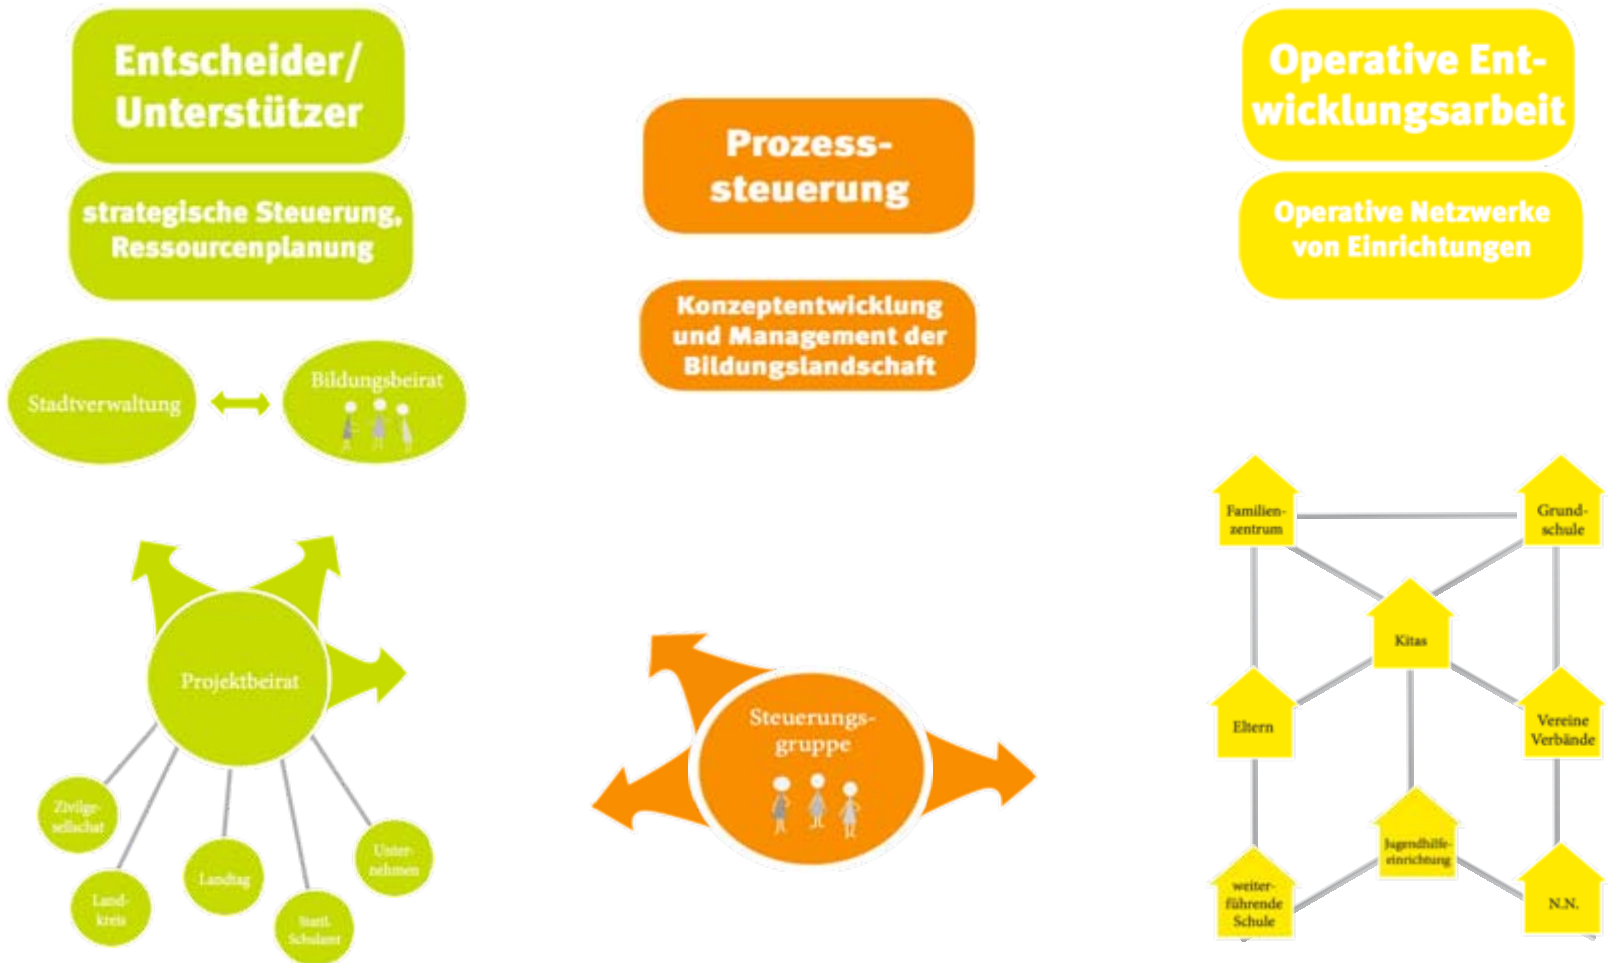 Entscheider/
Unterstützer
strategische Steuerung,
Ressourcenplanung
Stadtverwaltung
Bildungsbeirat
Projektbeirat
Zivilge-
sellschat
Land-
kreis
Landtag
Staatl.
Schulamt
Unter-
nehmen
Prozess-
steuerung
Konzeptentwicklung
und Management der
Bildungslandschaft
Steuerungs-
gruppe
Operative Ent-
wicklungsarbeit
Operative Netzwerke
von Einrichtungen
Familien-
zentrum
Grund-
schule
Kitas
Eltern
Vereine
Verbände
Jugendhilfe-
einrichtung
weiter-
führende
Schule
N.N.